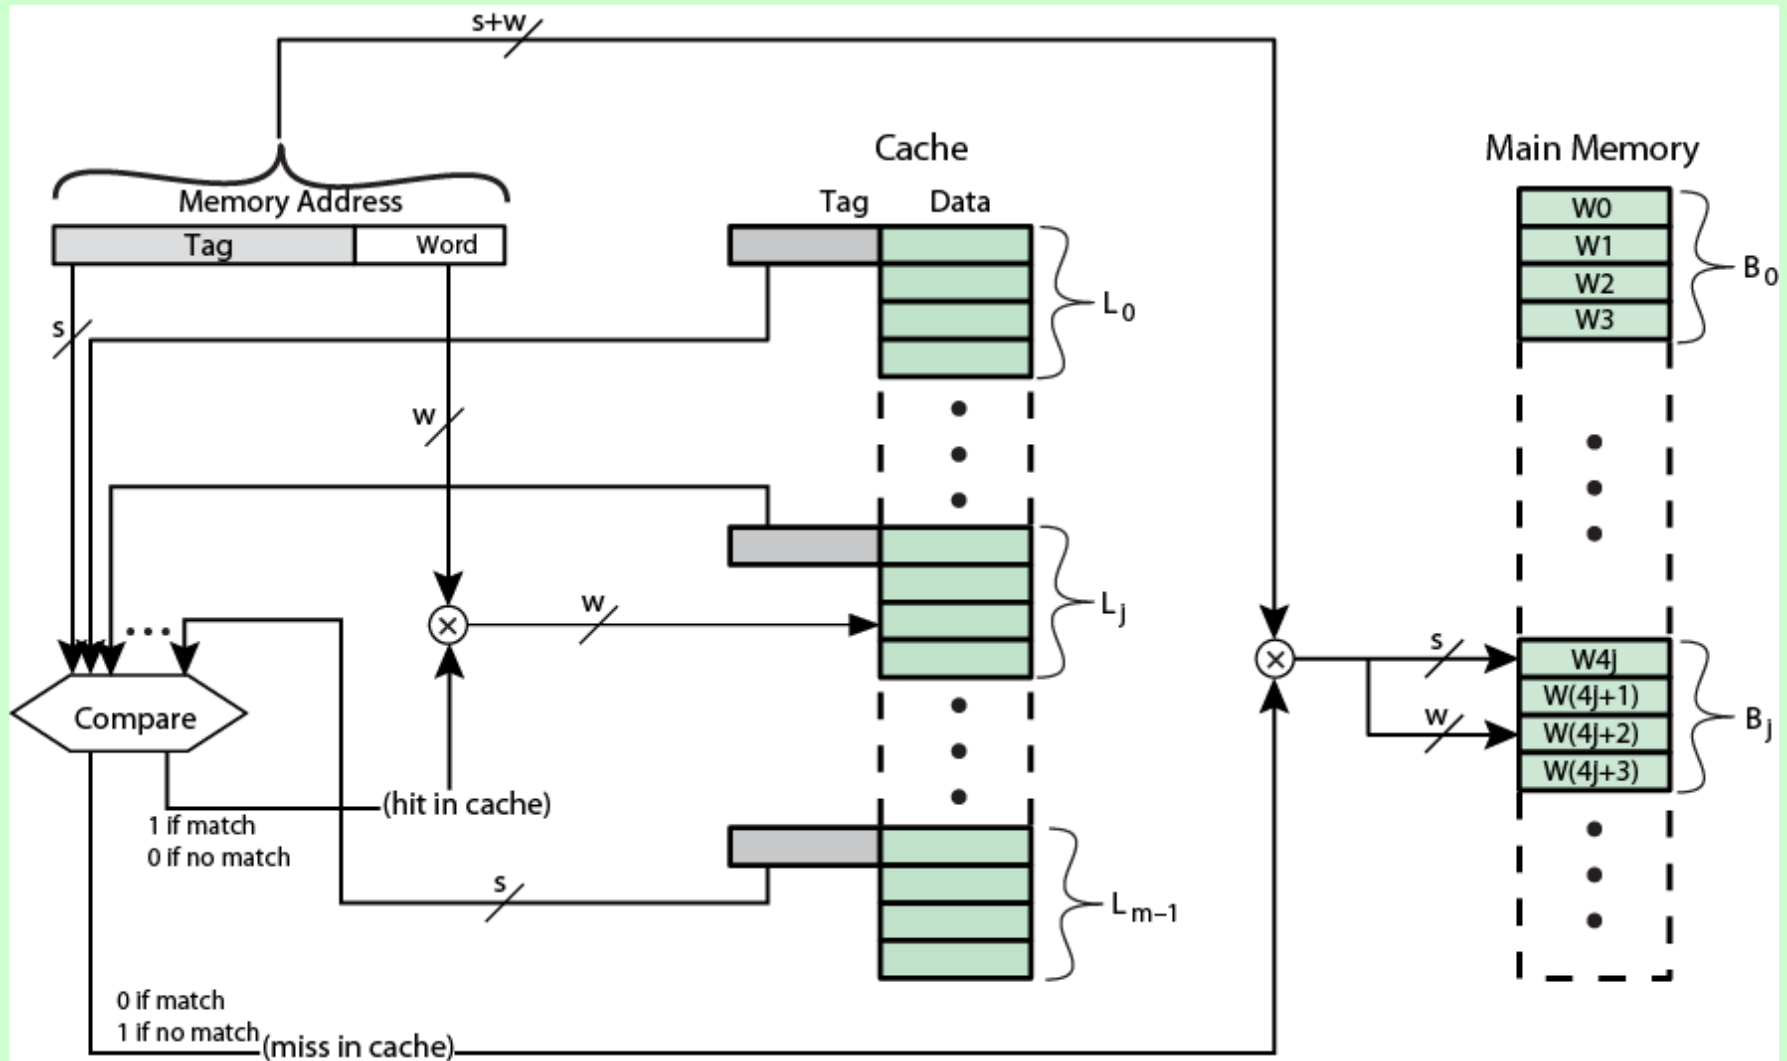 s+w
Cache
Main Memory
Memory Address
Tag Data
Tag Word
W0
W1
W2
W3
B0
L0
s
w
w
Lj
s
W4j
W(4j+1)
w
W(4j+2)
W(4j+3)
Bj
Compare
(hit in cache)
1 if match
0 if no match
s
Lm–1
0 if match
1 if no match
(miss in cache)